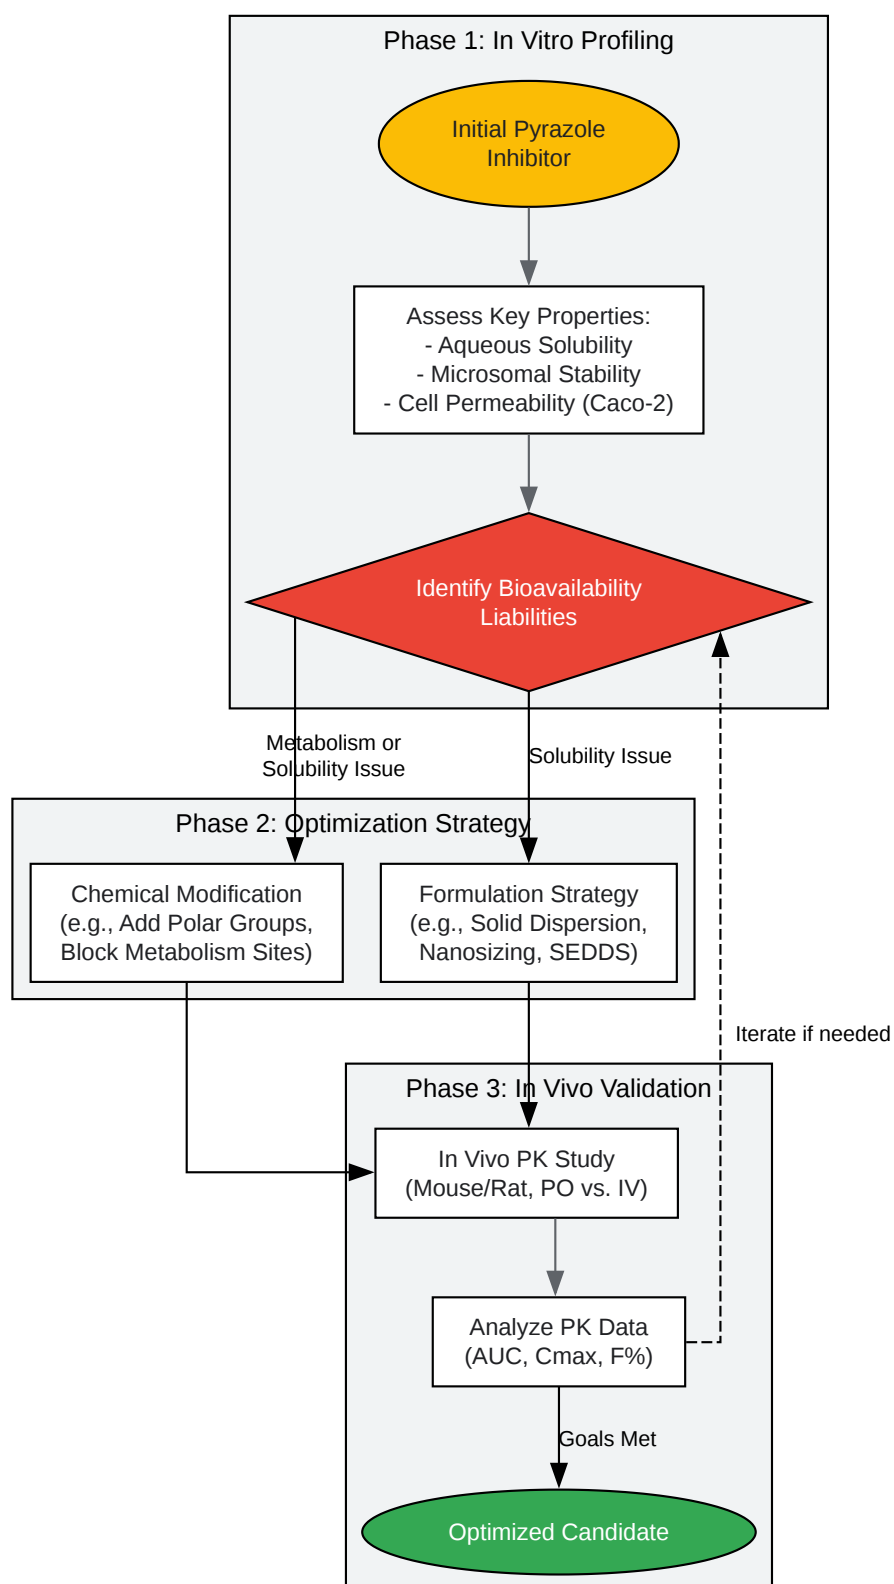 Phase 1: In Vitro Profiling
Initial Pyrazole
Inhibitor
Assess Key Properties:
- Aqueous Solubility
- Microsomal Stability
- Cell Permeability (Caco-2)
Identify Bioavailability
Liabilities
Metabolism or
Solubility Issue
Solubility Issue
Phase 2: Optimization Strategy
Chemical Modification
(e.g., Add Polar Groups,
Block Metabolism Sites)
Formulation Strategy
(e.g., Solid Dispersion,
Nanosizing, SEDDS)
Iterate if needed
Phase 3: In Vivo Validation
In Vivo PK Study
(Mouse/Rat, PO vs. IV)
Analyze PK Data
(AUC, Cmax, F%)
Goals Met
Optimized Candidate